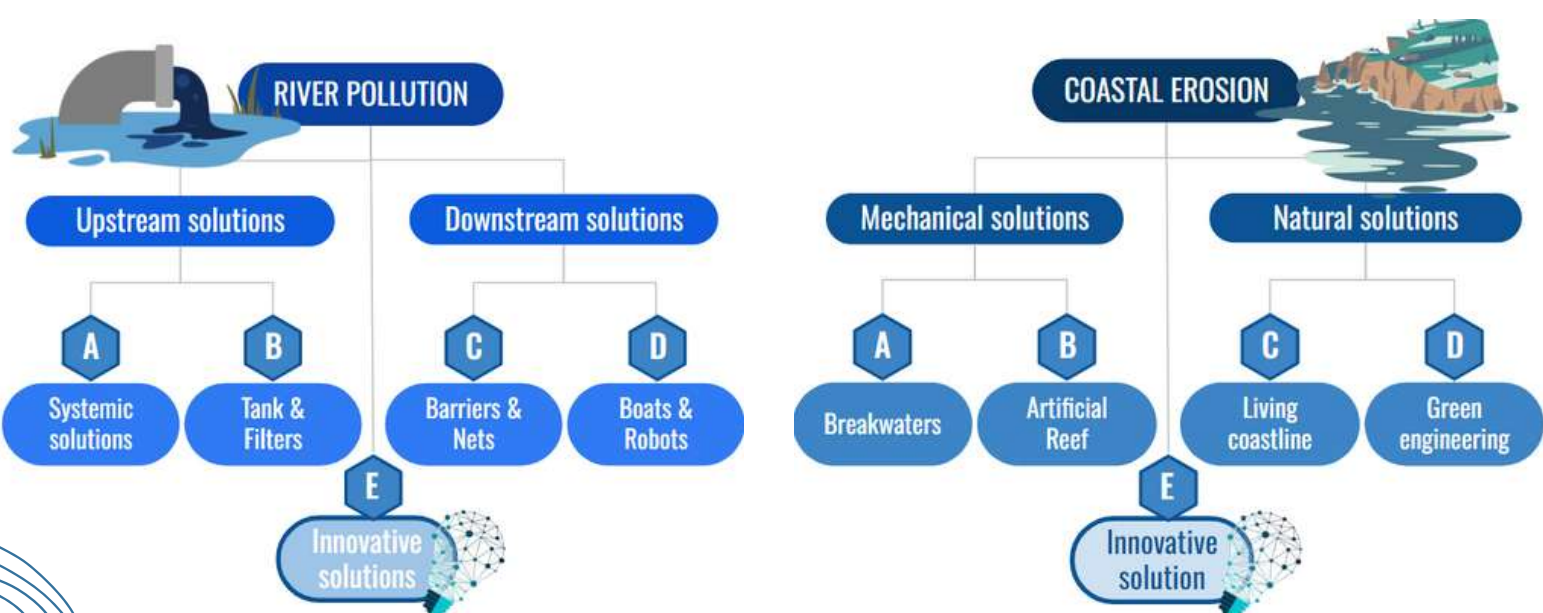 RIVER POLLUTION
Upstream solutions
Downstream solutions
A
B
C
D
Systemic
solutions
Tank &
Filters
Barriers &
Nets
Boats &
Robots
E
Innovative
solutions
COASTAL EROSION
Mechanical solutions
Natural solutions
A
B
C
D
Breakwaters
Artificial
Reef
Living
coastline
Green
engineering
E
Innovative
solution